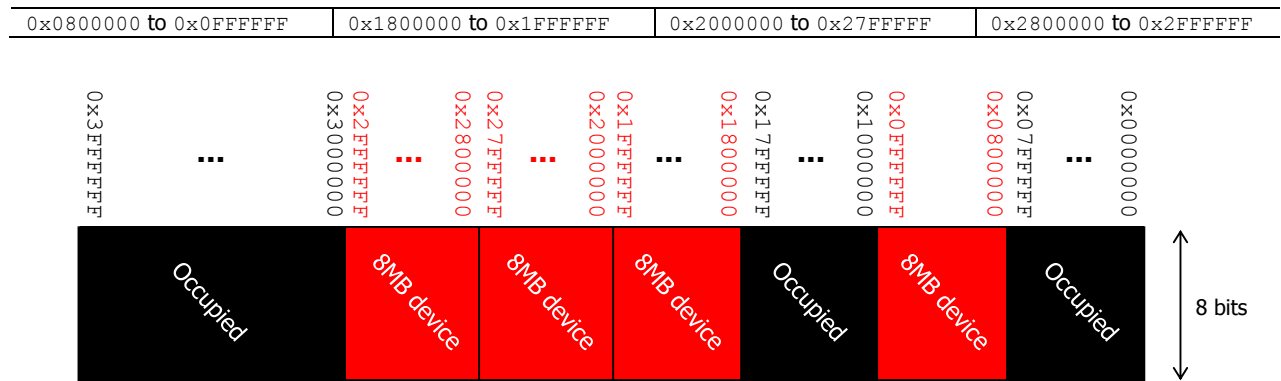 0x0800000 to 0x0FFFFFF 0x1800000 to 0x1FFFFFF 0x2000000 to 0x27FFFFF 0x2800000 to 0x2FFFFFF
0x3FFFFFF ... 0x3000000 0x2FFFFFF ... 0x2800000 0x27FFFFF ... 0x2000000 0x1FFFFFF ... 0x1800000 0x17FFFFF ... 0x1000000 0x0FFFFFF ... 0x0800000 0x07FFFFF ... 0x0000000
Occupied 8MB device 8MB device 8MB device Occupied 8MB device Occupied
8 bits